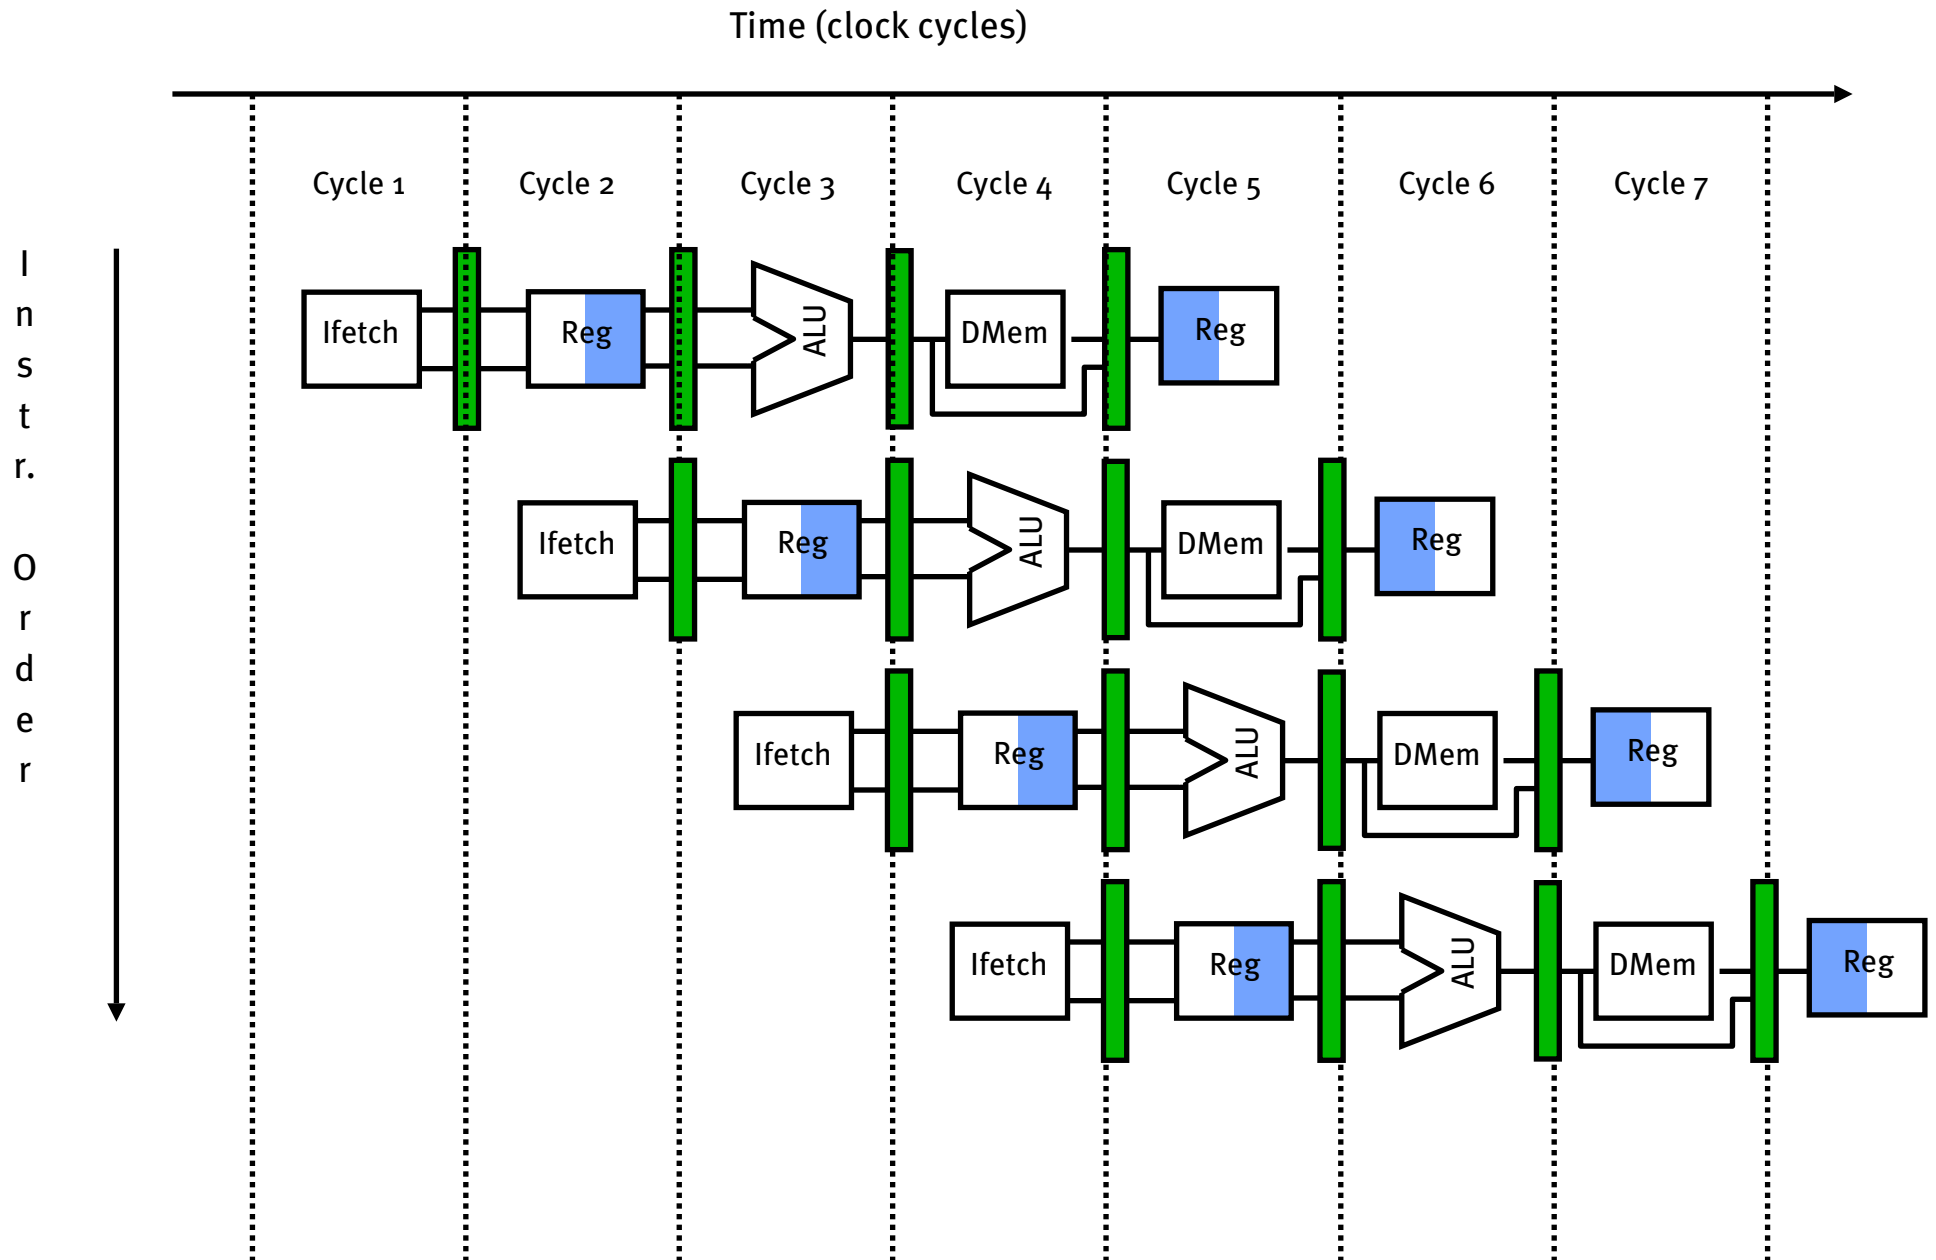 Time (clock cycles)
Cycle 1 Cycle 2 Cycle 3 Cycle 4 Cycle 5 Cycle 6 Cycle 7
I
n
s
t
r.
O
r
d
e
r
Ifetch Reg ALU DMem Reg
Ifetch Reg ALU DMem Reg
Ifetch Reg ALU DMem Reg
Ifetch Reg ALU DMem Reg